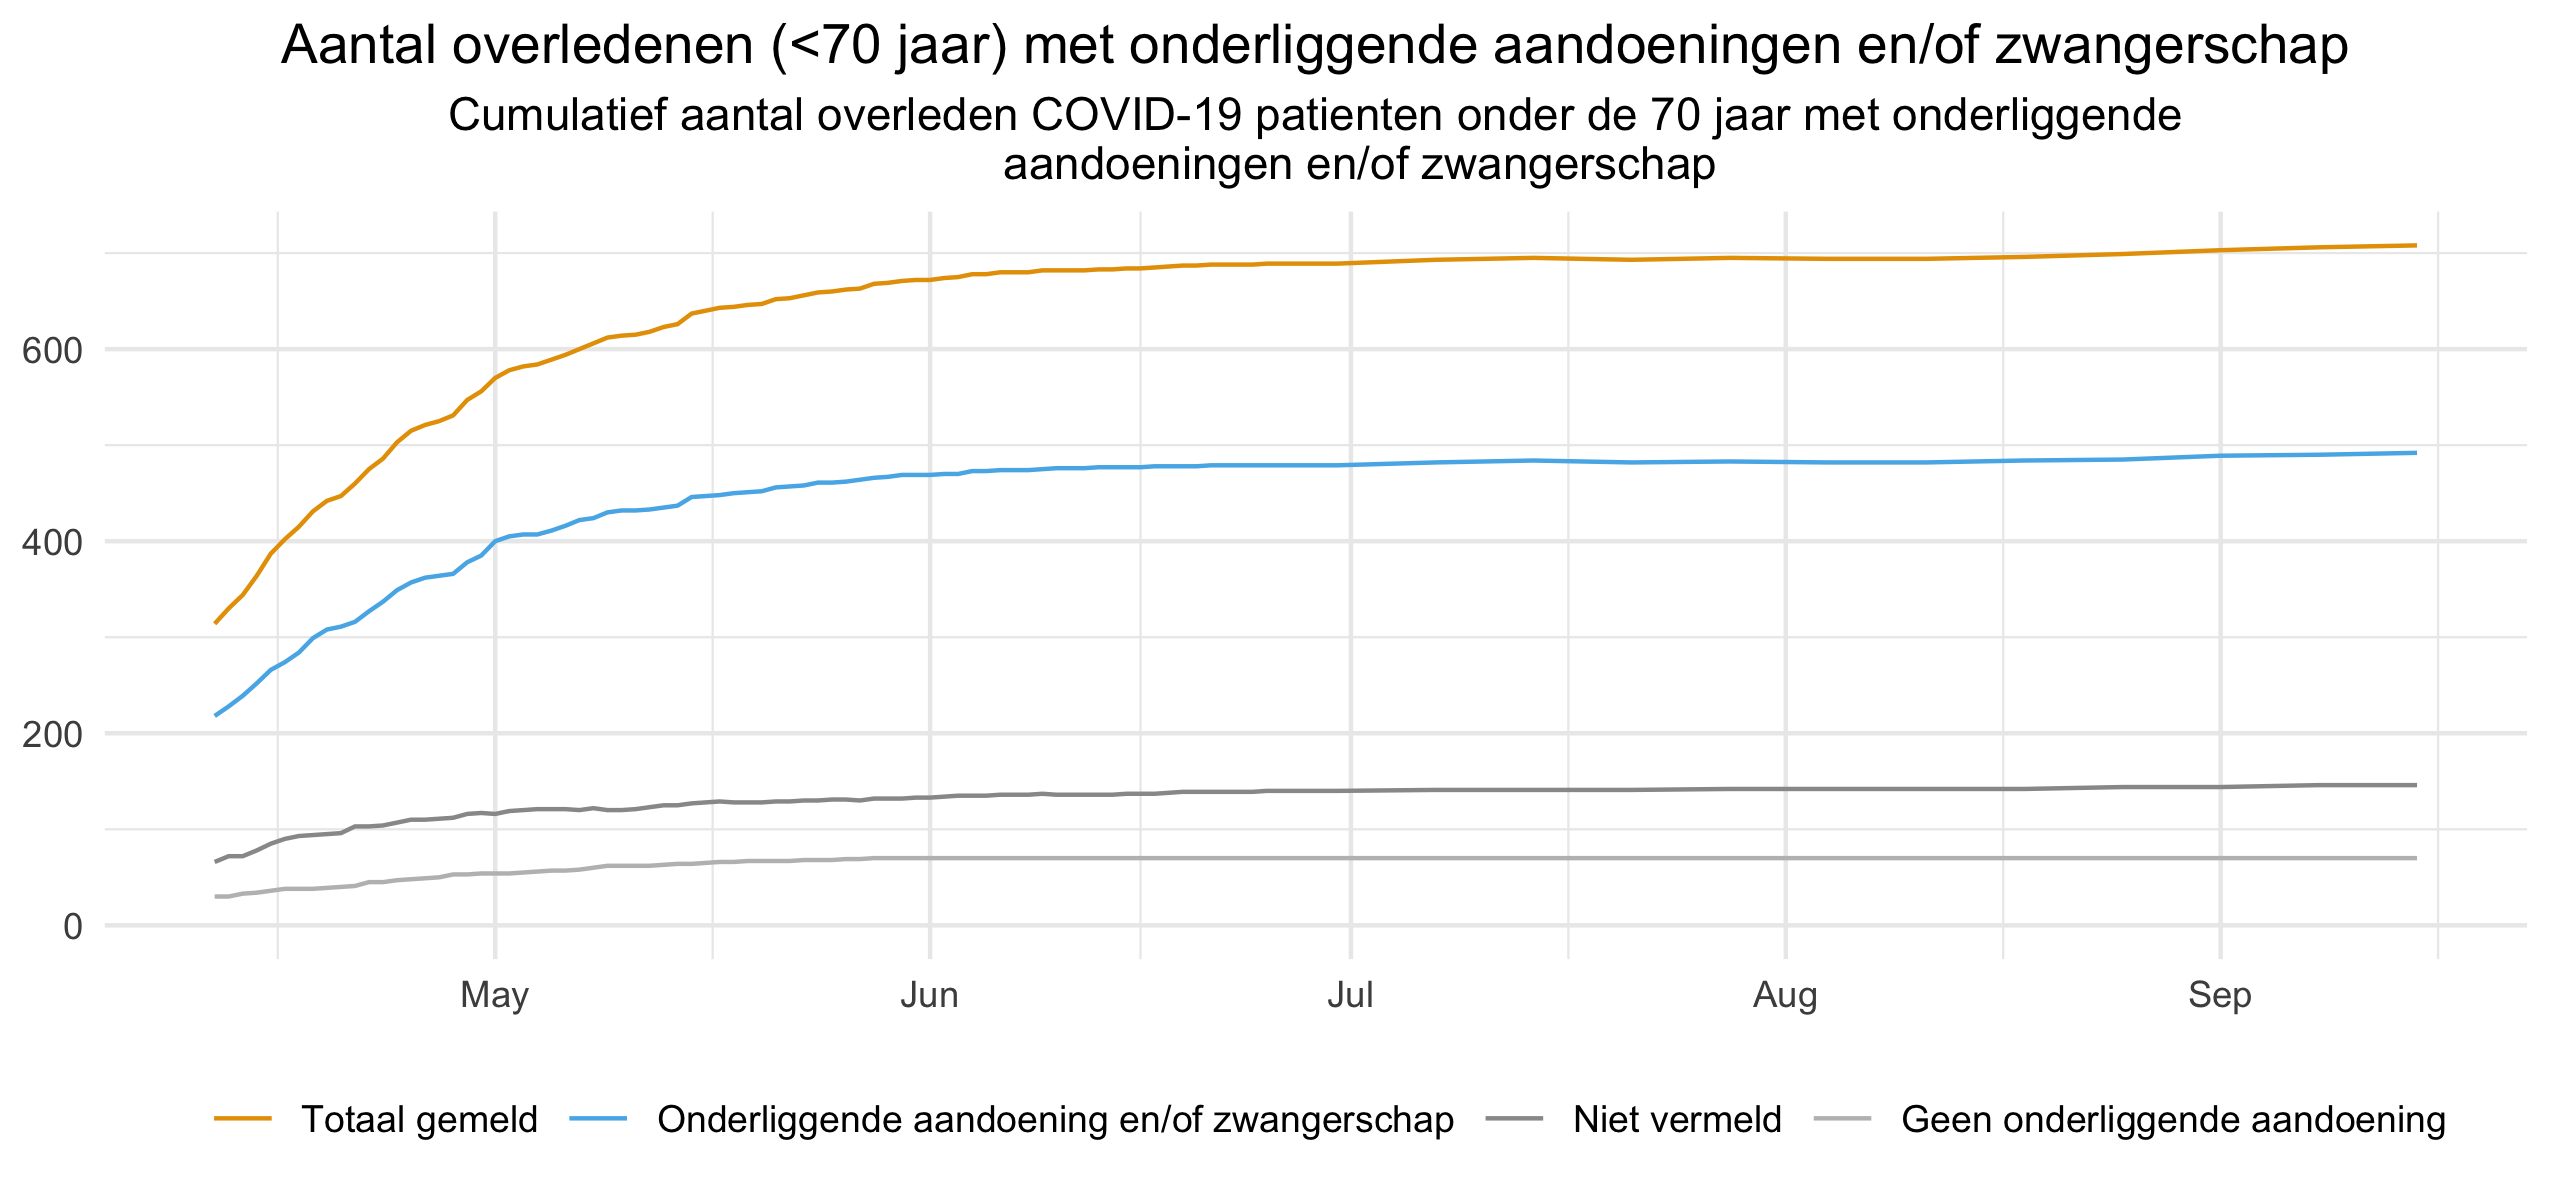 Aantal overledenen (<70 jaar) met onderliggende aandoeningen en/of zwangerschap
Cumulatief aantal overleden COVID-19 patienten onder de 70 jaar met onderliggende
aandoeningen en/of zwangerschap
600
400
200
0
May Jun Jul Aug Sep
Totaal gemeld Onderliggende aandoening en/of zwangerschap Niet vermeld Geen onderliggende aandoening